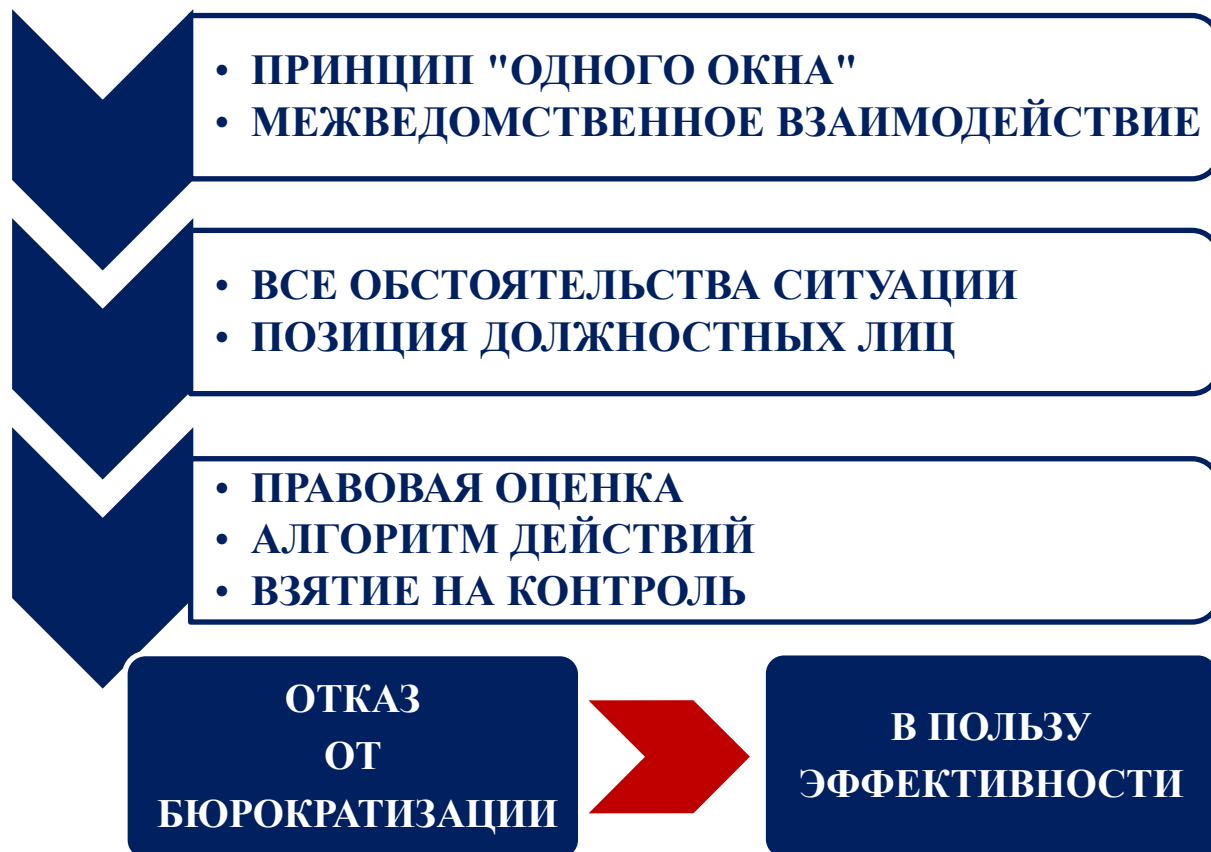 • ПРИНЦИП "ОДНОГО ОКНА"
• МЕЖВЕДОМСТВЕННОЕ ВЗАИМОДЕЙСТВИЕ
• ВСЕ ОБСТОЯТЕЛЬСТВА СИТУАЦИИ
• ПОЗИЦИЯ ДОЛЖНОСТНЫХ ЛИЦ
• ПРАВОВАЯ ОЦЕНКА
• АЛГОРИТМ ДЕЙСТВИЙ
• ВЗЯТИЕ НА КОНТРОЛЬ
ОТКАЗ
ОТ
БЮРОКРАТИЗАЦИИ
В ПОЛЬЗУ
ЭФФЕКТИВНОСТИ